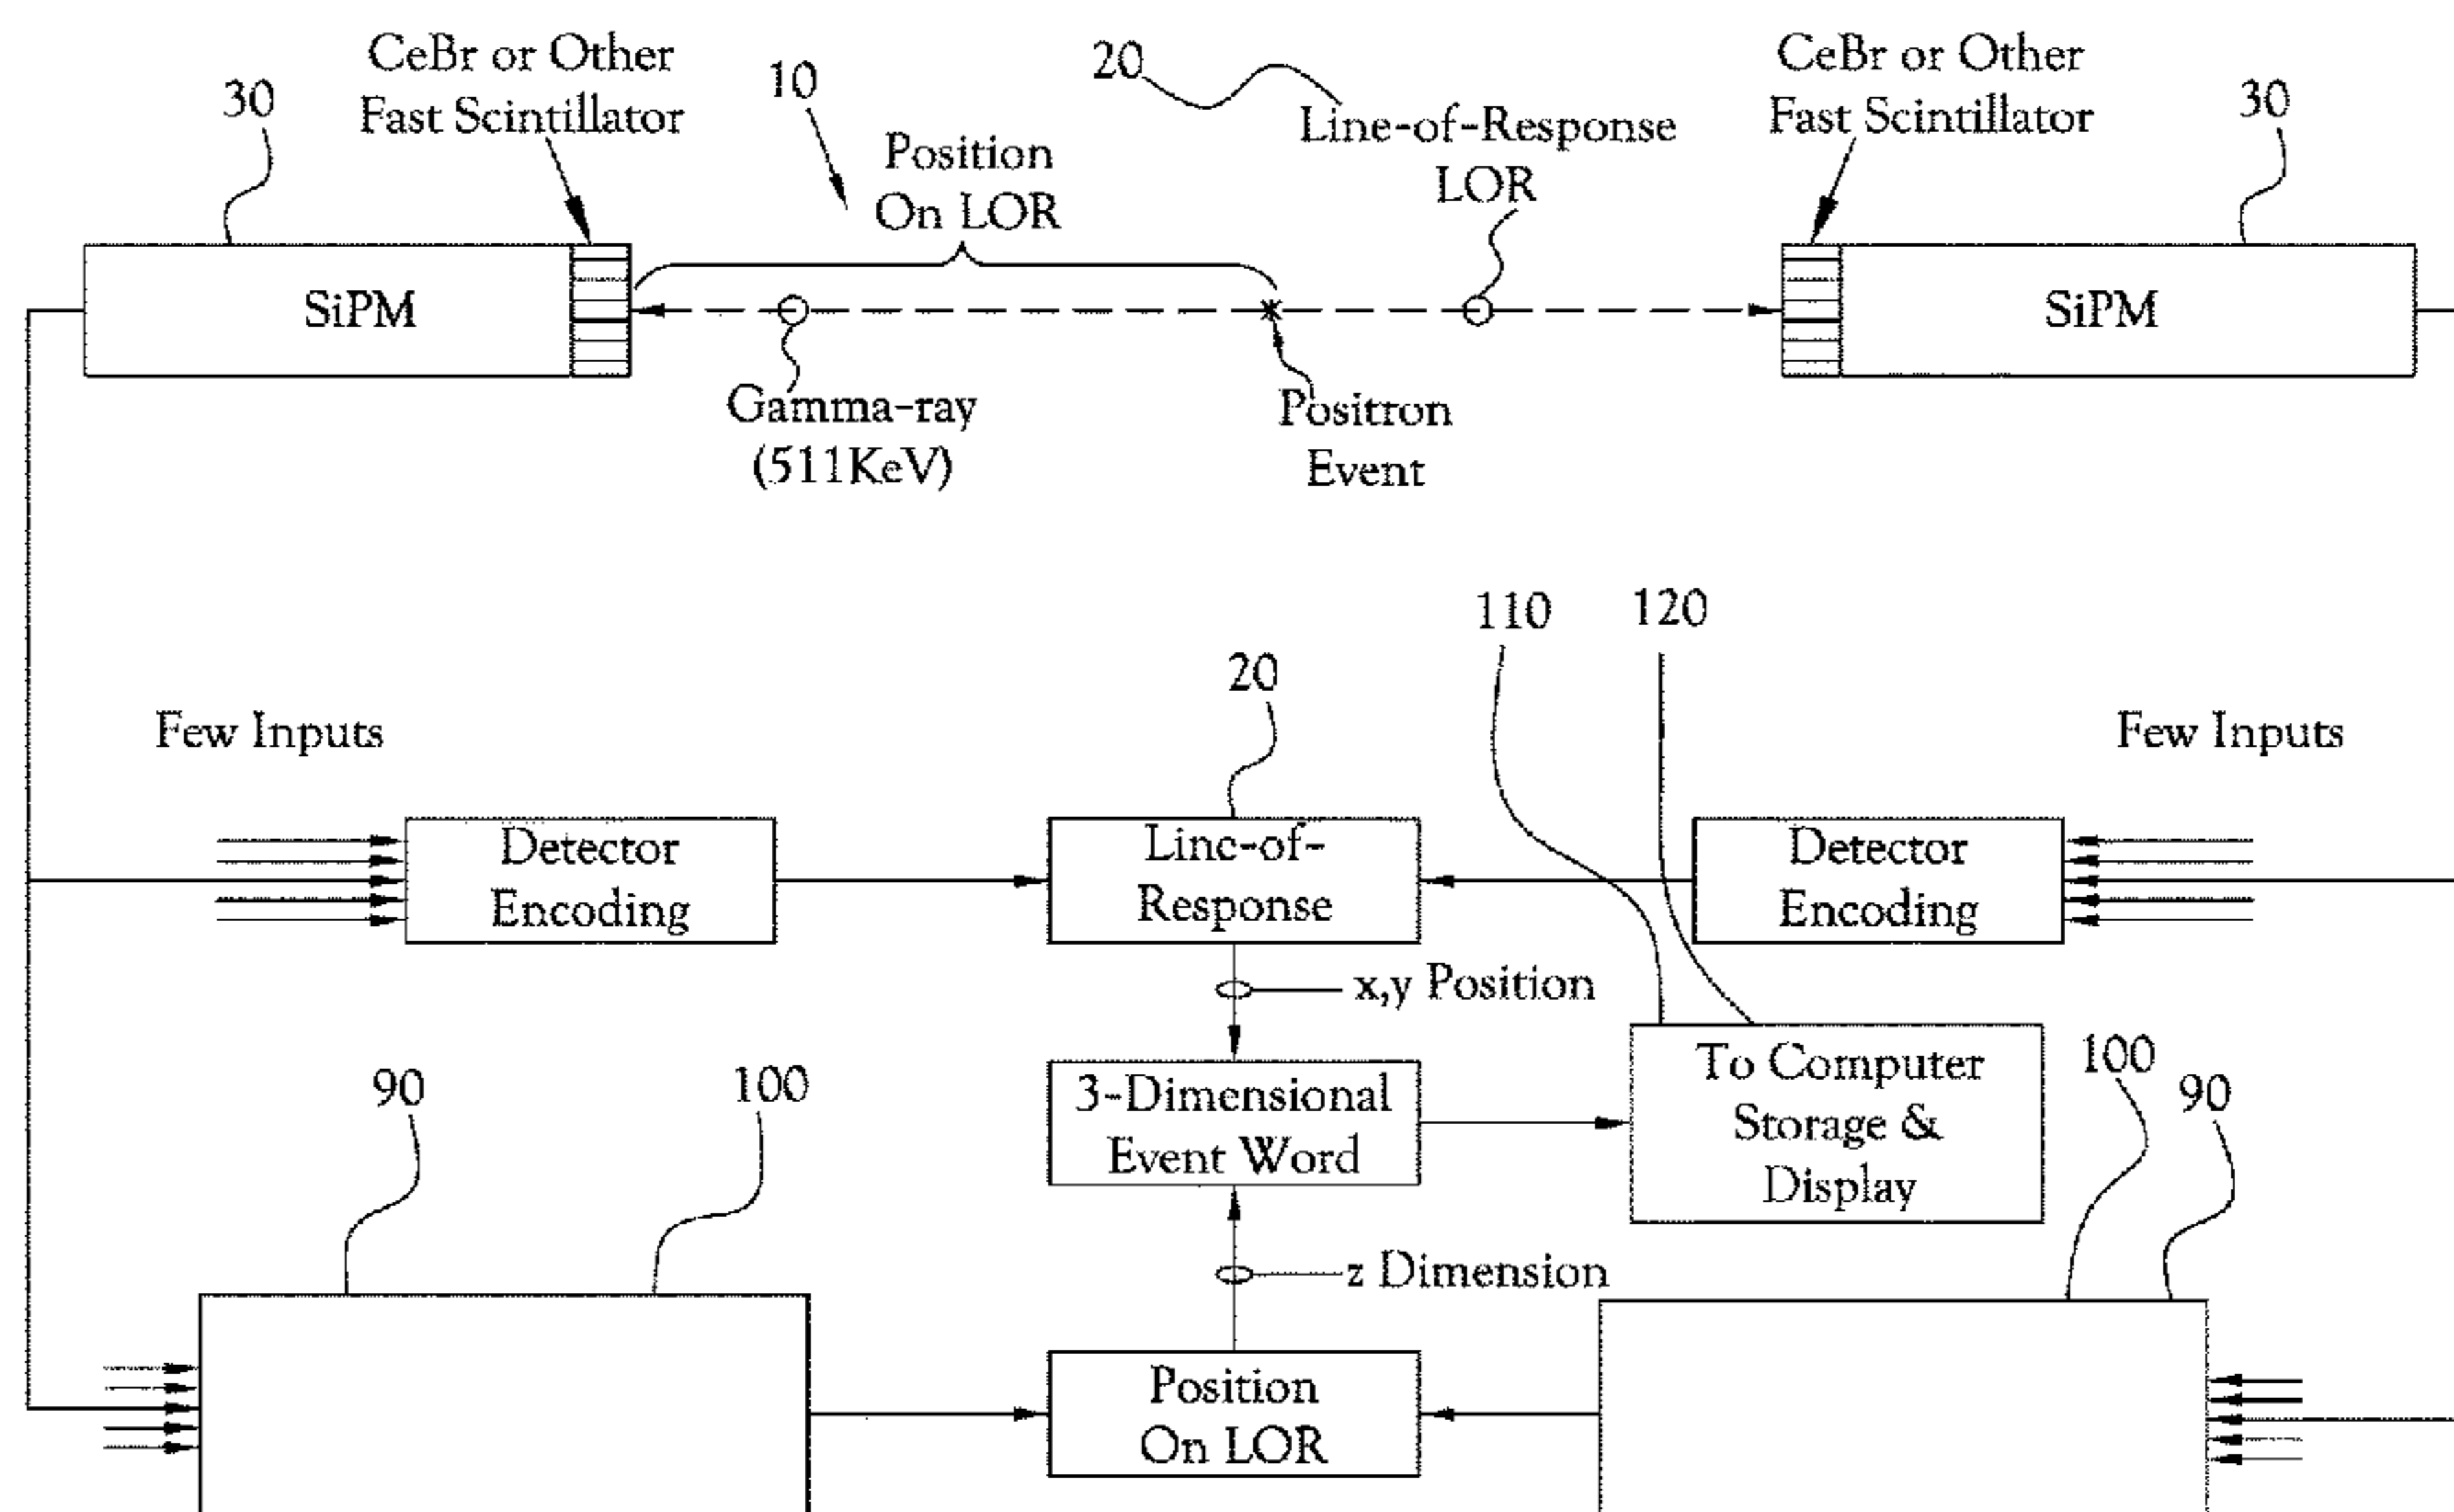 CeBr or Other
Fast Scintillator
30
10
Position
On LOR
20
Line-of-Response
LOR
CeBr or Other
Fast Scintillator
30
SiPM
SiPM
Gamma-ray
(511KeV)
Positron
Event
110
120
20
Few Inputs
Few Inputs
Detector
Encoding
Line-of-
Response
Detector
Encoding
x,y Position
90
100
3-Dimensional
Event Word
To Computer
Storage &
Display
100
90
z Dimension
Position
On LOR